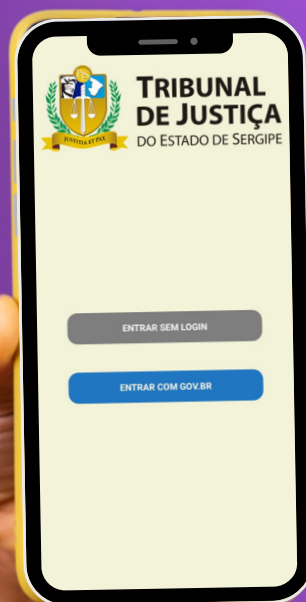 TRIBUNAL
DE JUSTIÇA
DO ESTADO DE SERGIPE
JUSTITIA ET PAX
ENTRAR SEM LOGIN
ENTRAR COM GOV.BR